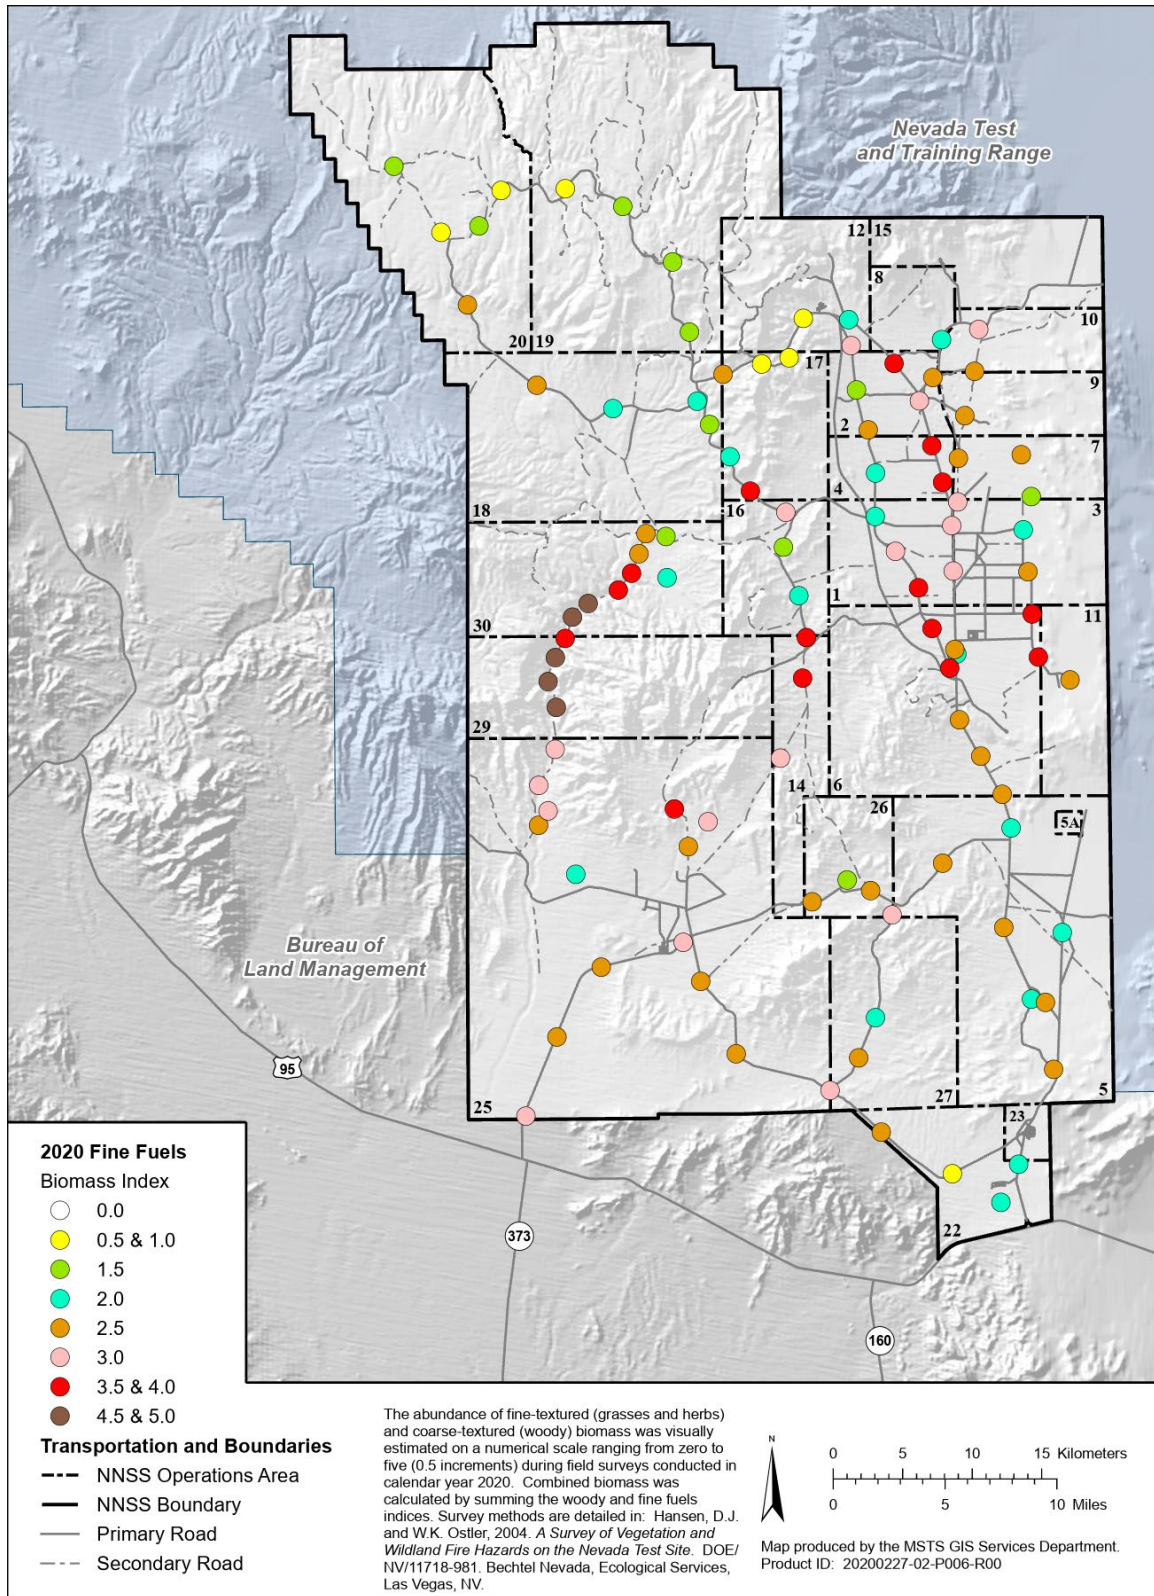 Nevada Test
and Training Range
12 15
8
10
20 19
17
9
2
7
18
16
4
3
30
1
11
29
14
6
26
5A
Bureau of
Land Management
95
25
27
5
23
22
373
160
2020 Fine Fuels
Biomass Index
0.0
0.5 & 1.0
1.5
2.0
2.5
3.0
3.5 & 4.0
4.5 & 5.0
Transportation and Boundaries
NNSS Operations Area
NNSS Boundary
Primary Road
Secondary Road
The abundance of fine-textured (grasses and herbs)
and coarse-textured (woody) biomass was visually
estimated on a numerical scale ranging from zero to
five (0.5 increments) during field surveys conducted in
calendar year 2020. Combined biomass was
calculated by summing the woody and fine fuels
indices. Survey methods are detailed in: Hansen, D.J.
and W.K. Ostler, 2004. A Survey of Vegetation and
Wildland Fire Hazards on the Nevada Test Site. DOE/
NV/11718-981. Bechtel Nevada, Ecological Services,
Las Vegas, NV.
N
0 5 10 15 Kilometers
0 5 10 Miles
Map produced by the MSTS GIS Services Department.
Product ID: 20200227-02-P006-R00